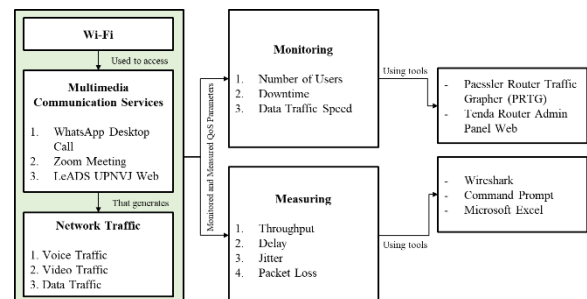 Wi-Fi
Used to access
Multimedia
Communication Services
1. WhatsApp Desktop
Call
2. Zoom Meeting
3. LeADS UPNVJ Web
That generates
Network Traffic
1. Voice Traffic
2. Video Traffic
3. Data Traffic
Monitored and Measured QoS Parameters
Monitoring
1. Number of Users
2. Downtime
3. Data Traffic Speed
Using tools
- Paessler Router Traffic
Grapher (PRTG)
- Tenda Router Admin
Panel Web
Measuring
1. Throughput
2. Delay
3. Jitter
4. Packet Loss
Using tools
- Wireshark
- Command Prompt
- Microsoft Excel